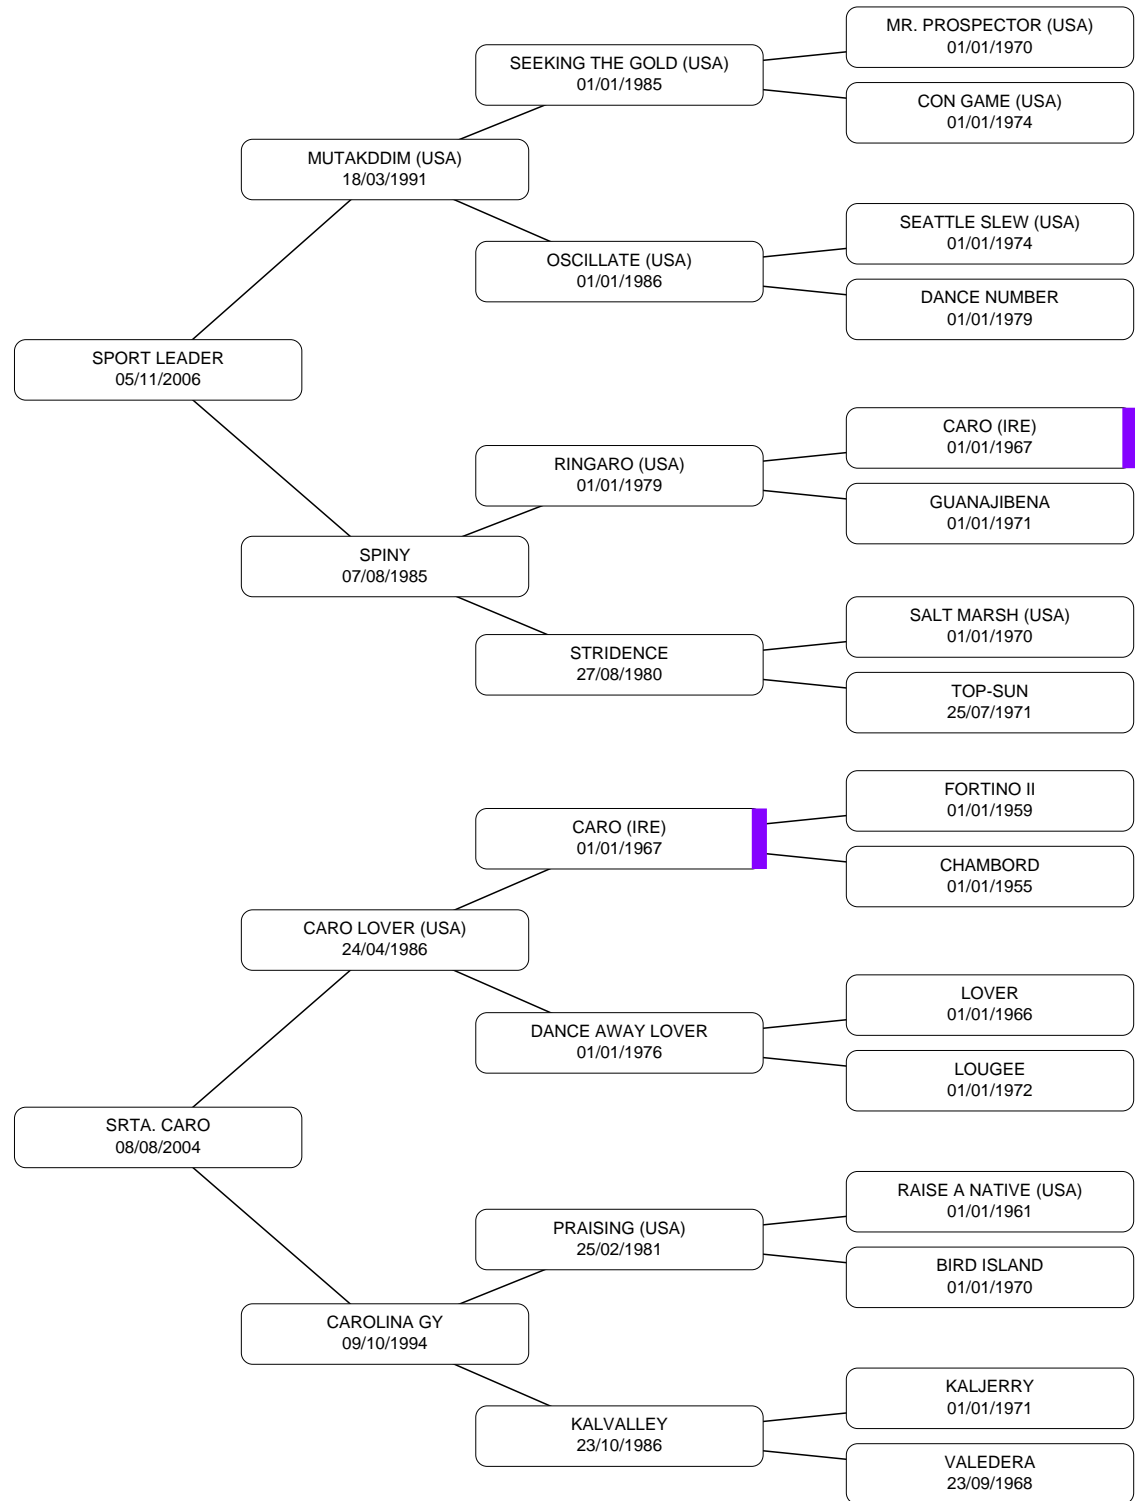 MR. PROSPECTOR (USA)
01/01/1970
SEEKING THE GOLD (USA)
01/01/1985
CON GAME (USA)
01/01/1974
MUTAKDDIM (USA)
18/03/1991
SEATTLE SLEW (USA)
01/01/1974
OSCILLATE (USA)
01/01/1986
DANCE NUMBER
01/01/1979
SPORT LEADER
05/11/2006
CARO (IRE)
01/01/1967
RINGARO (USA)
01/01/1979
GUANAJIBENA
01/01/1971
SPINY
07/08/1985
SALT MARSH (USA)
01/01/1970
STRIDENCE
27/08/1980
TOP-SUN
25/07/1971
FORTINO II
01/01/1959
CARO (IRE)
01/01/1967
CHAMBORD
01/01/1955
CARO LOVER (USA)
24/04/1986
LOVER
01/01/1966
DANCE AWAY LOVER
01/01/1976
LOUGEE
01/01/1972
SRTA. CARO
08/08/2004
RAISE A NATIVE (USA)
01/01/1961
PRAISING (USA)
25/02/1981
BIRD ISLAND
01/01/1970
CAROLINA GY
09/10/1994
KALJERRY
01/01/1971
KALVALLEY
23/10/1986
VALEDERA
23/09/1968